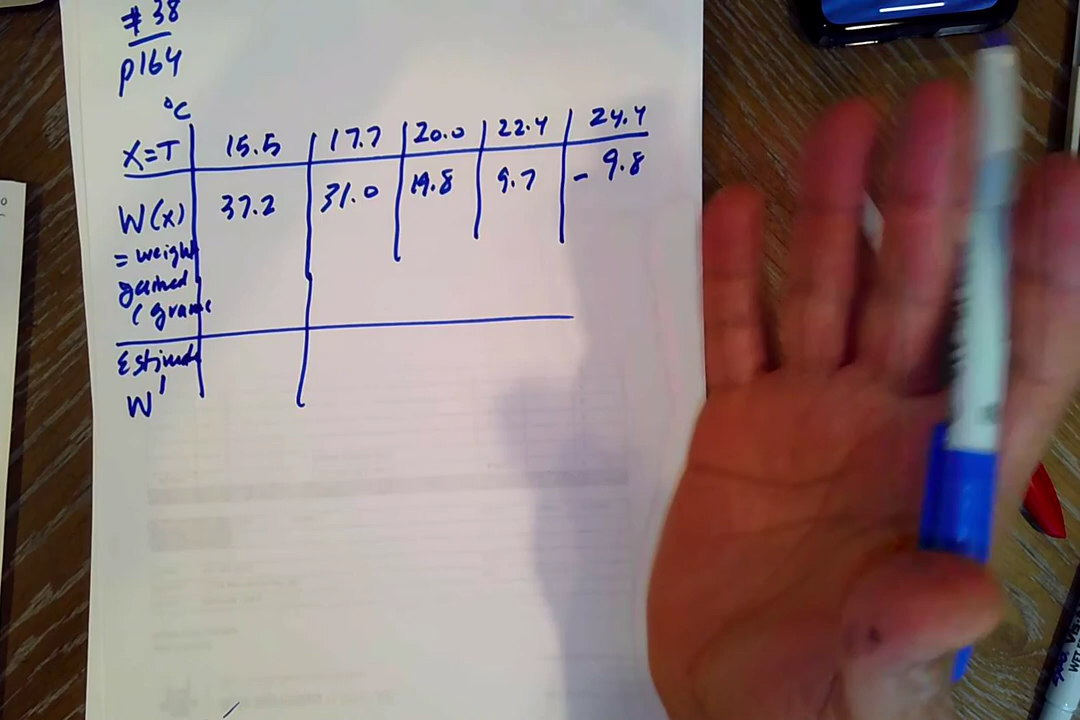 # 38
p164
°C
X=T 15.5 17.7 20.0 22.4 24.4
W(x) 37.2 31.0 19.8 9.7 - 9.8
= weight
gained
( grams
Estimate
W'